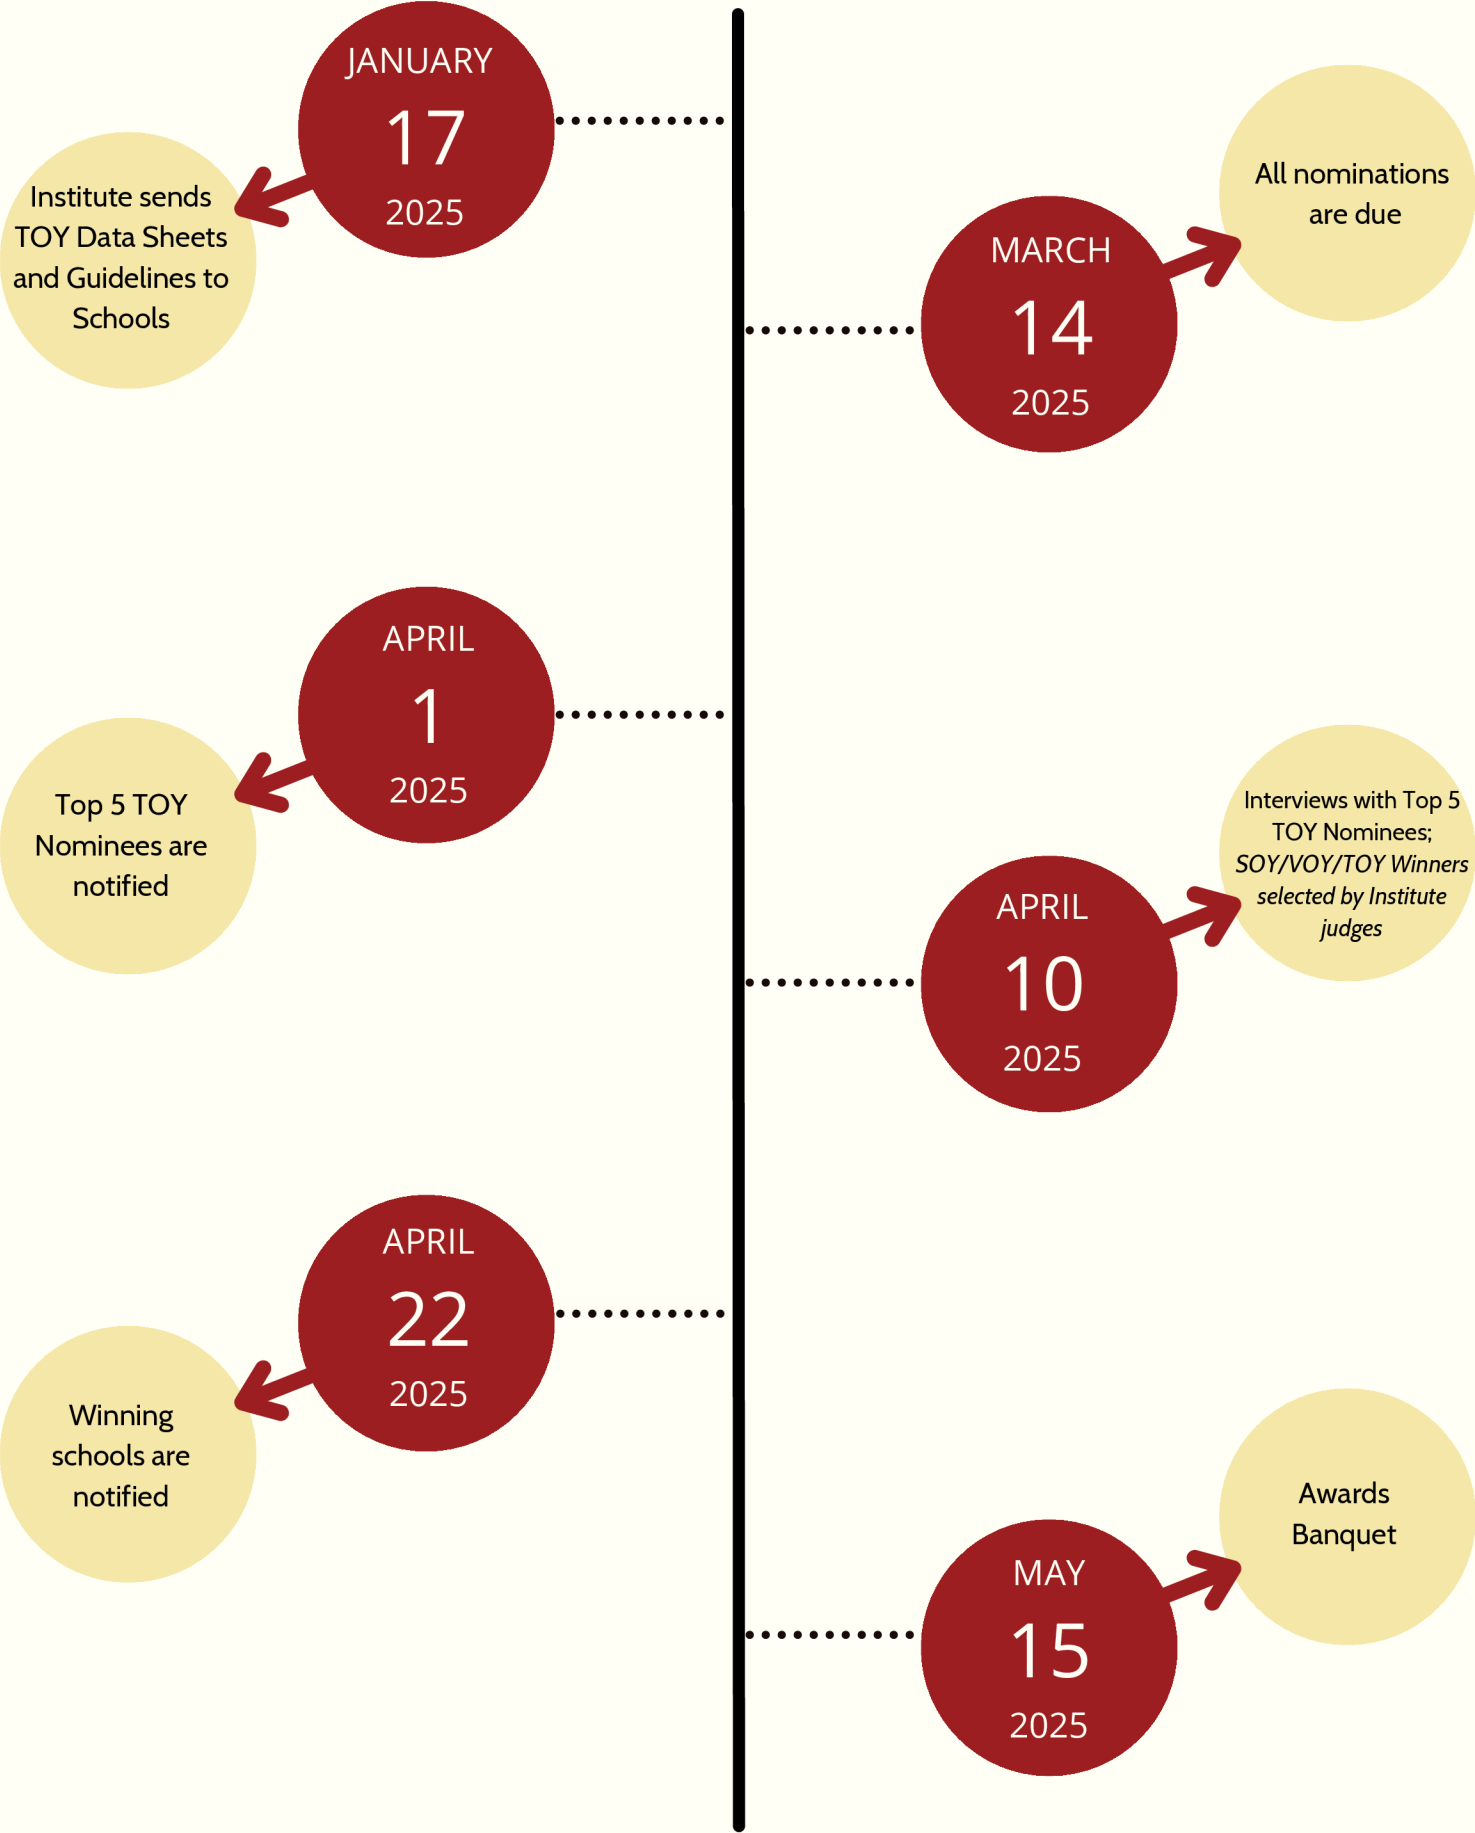 JANUARY
17
2025
Institute sends
TOY Data Sheets
and Guidelines to
Schools
MARCH
14
2025
All nominations
are due
APRIL
1
2025
Top 5 TOY
Nominees are
notified
APRIL
10
2025
Interviews with Top 5
TOY Nominees;
SOY/VOY/TOY Winners
selected by Institute
judges
APRIL
22
2025
Winning
schools are
notified
MAY
15
2025
Awards
Banquet